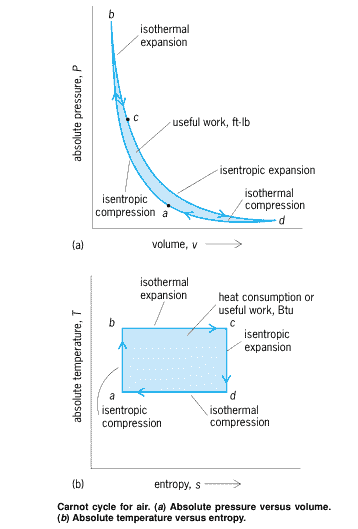 b
isothermal
expansion
absolute pressure, P
c
useful work, ft-lb
isentropic expansion
isentropic
compression
isothermal
compression
a
d
(a)
volume, v
isothermal
expansion
heat consumption or
useful work, Btu
absolute temperature, T
b
c
isentropic
expansion
a
d
isentropic
compression
isothermal
compression
(b)
entropy, s
Carnot cycle for air. (a) Absolute pressure versus volume.
(b) Absolute temperature versus entropy.